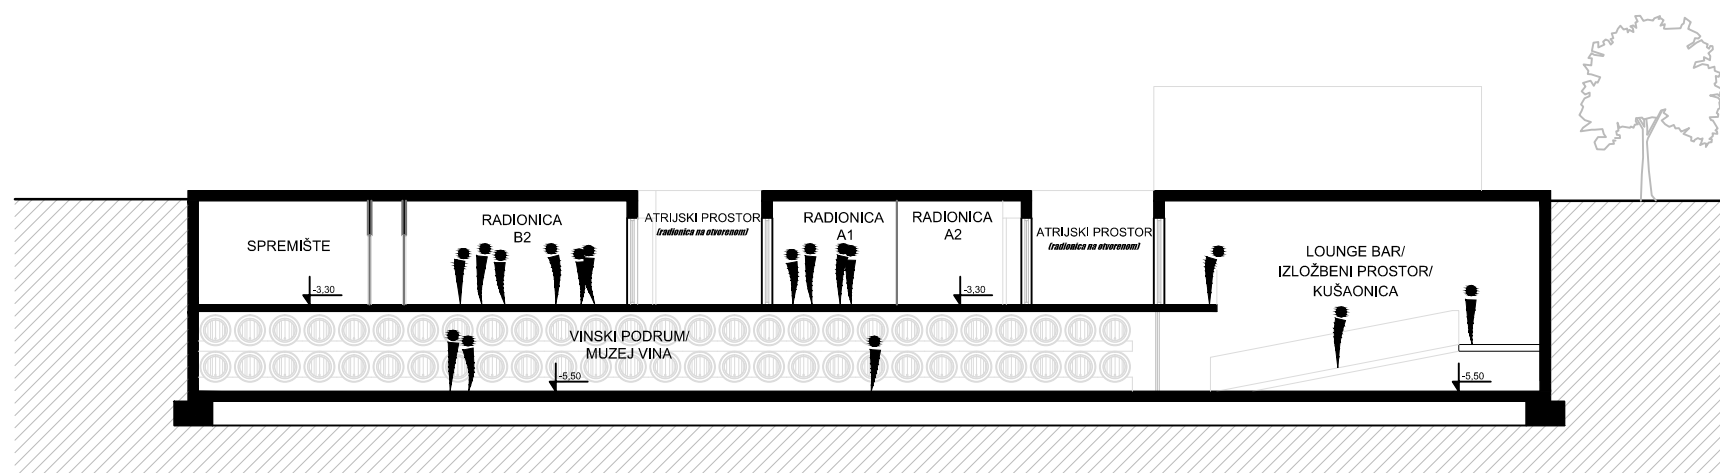 SPREMIŠTE
-3,30
RADIONICA
B2
ATRIJSKI PROSTOR
(radionica na otvorenom)
RADIONICA
A1
RADIONICA
A2
-3,30
ATRIJSKI PROSTOR
(radionica na otvorenom)
LOUNGE BAR/
IZLOŽBENI PROSTOR/
KUŠAONICA
VINSKI PODRUM/
MUZEJ VINA
-5,50
-5,50